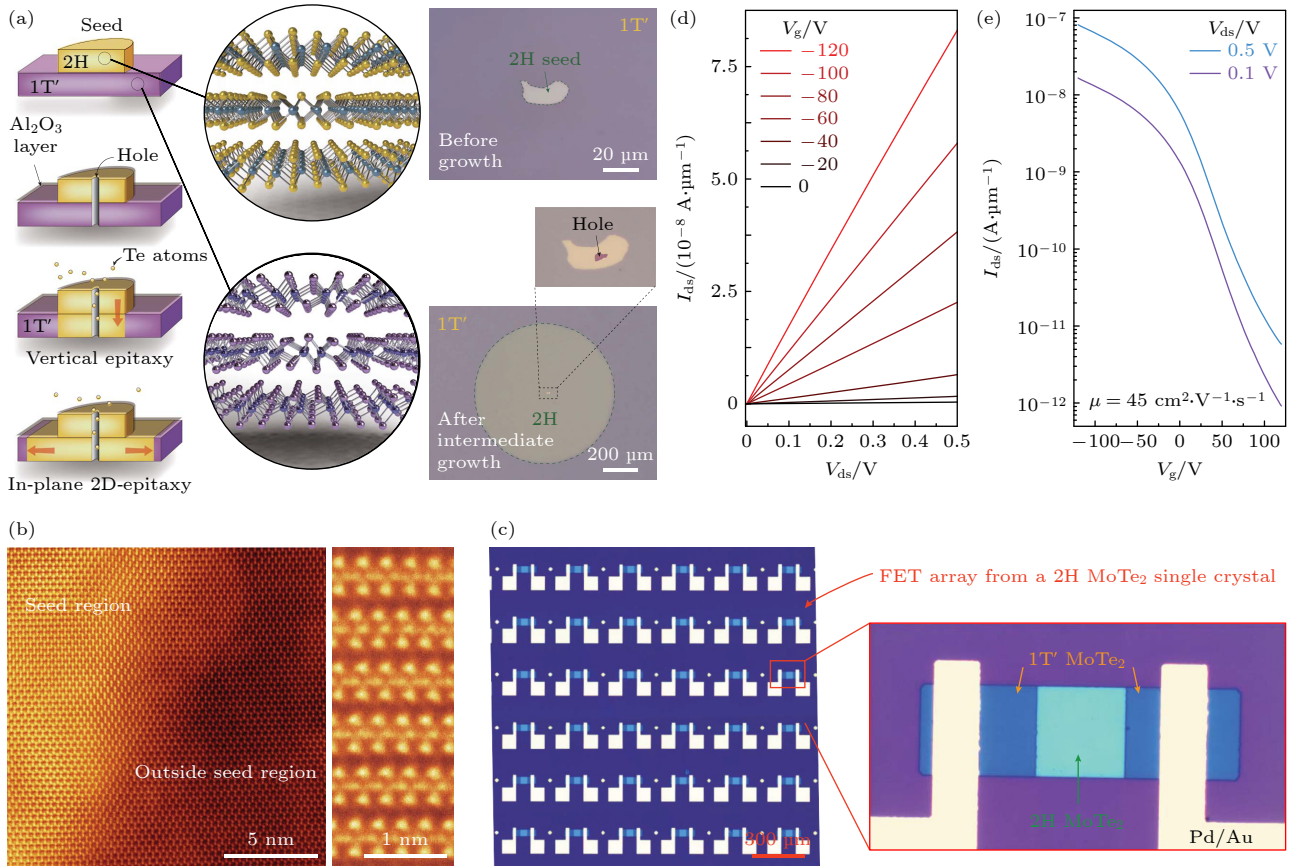 (a)
Seed
2H
1T′
Al₂O₃
layer
Hole
Te atoms
1T′
Vertical epitaxy
In-plane 2D-epitaxy
1T′
2H seed
Before
growth
20 µm
Hole
1T′
2H
After
intermediate
growth
200 µm
(d)
Vg/V
−120
−100
−80
−60
−40
−20
0
7.5
5.0
2.5
0
Ids/(10⁻⁸ A·µm⁻¹)
0 0.1 0.2 0.3 0.4 0.5
Vds/V
(e)
Vds/V
0.5 V
0.1 V
10⁻⁷
10⁻⁸
10⁻⁹
10⁻¹⁰
10⁻¹¹
10⁻¹²
Ids/(A·µm⁻¹)
µ = 45 cm²·V⁻¹·s⁻¹
−100 −50 0 50 100
Vg/V
(b)
Seed region
Outside seed region
5 nm
1 nm
(c)
300 µm
FET array from a 2H MoTe₂ single crystal
1T′ MoTe₂
2H MoTe₂
Pd/Au